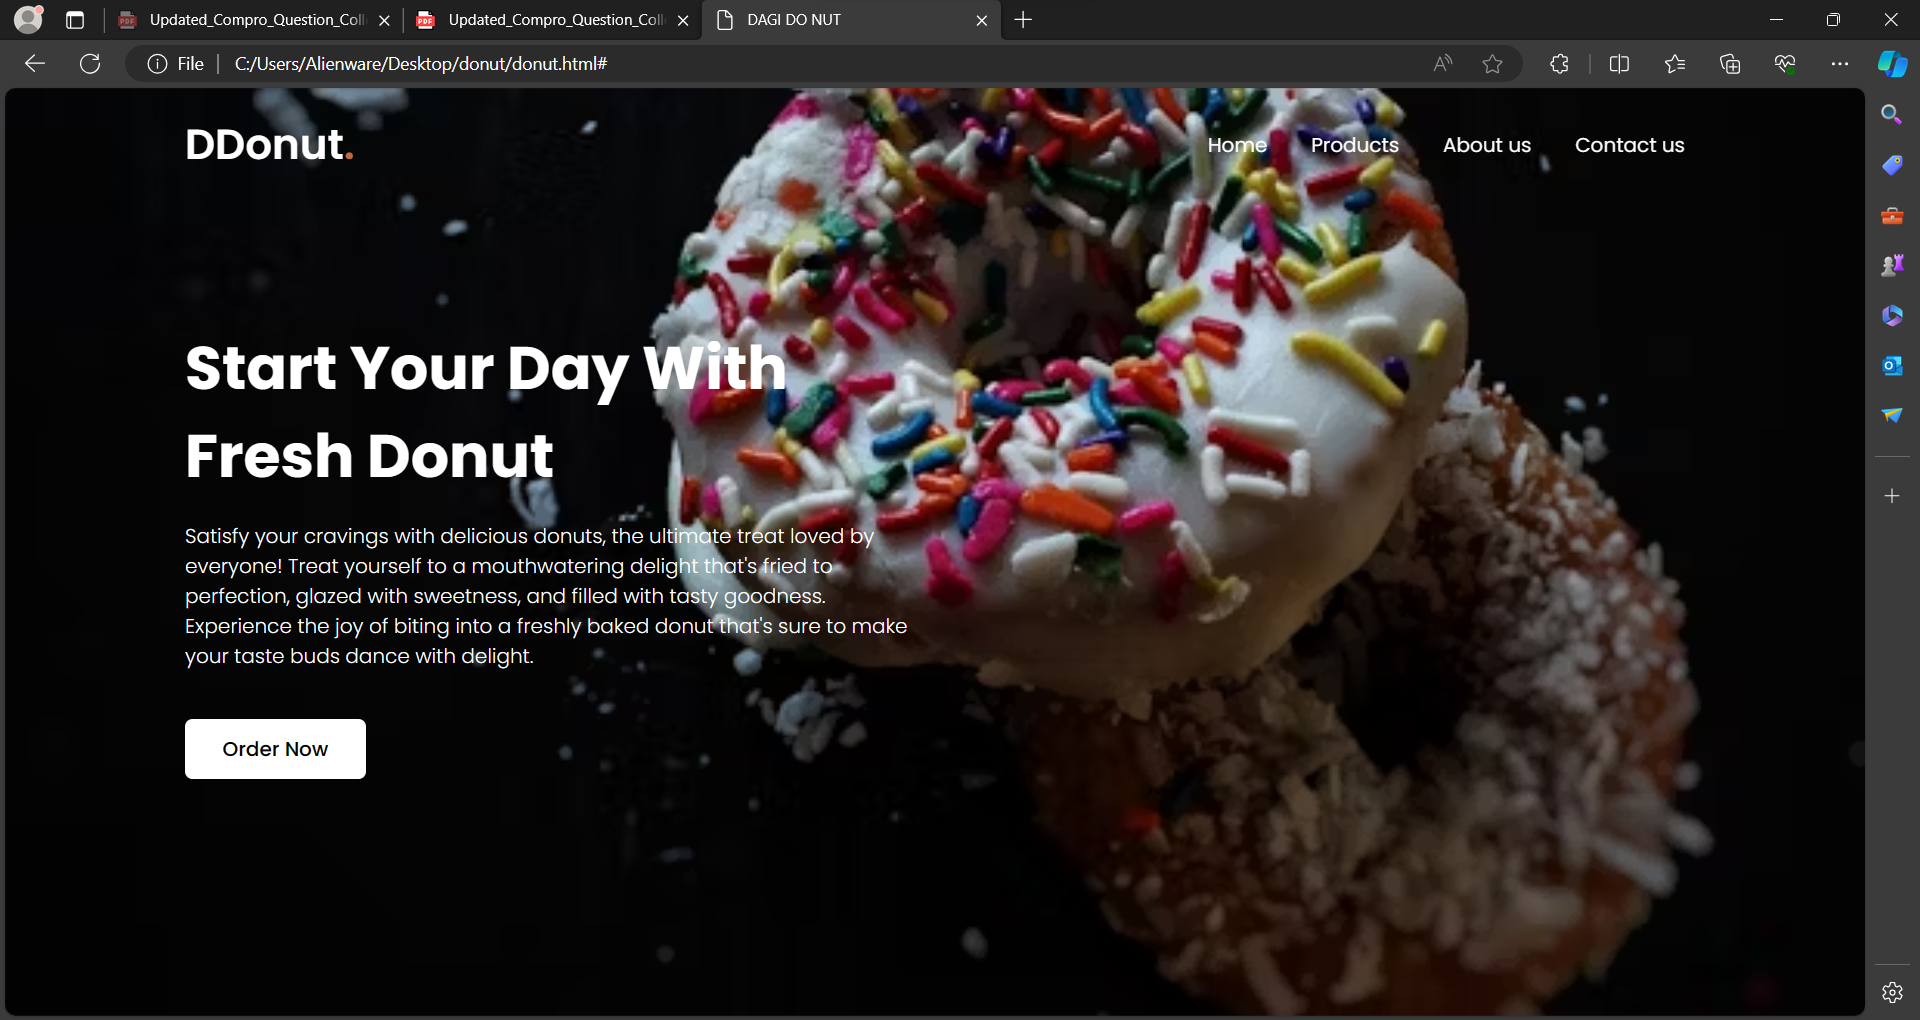 Updated_Compro_Question_Coll
Updated_Compro_Question_Coll
DAGI DO NUT
File
C:/Users/Alienware/Desktop/donut/donut.html#
DDonut.
Home Products About us Contact us
Start Your Day With
Fresh Donut
Satisfy your cravings with delicious donuts, the ultimate treat loved by
everyone! Treat yourself to a mouthwatering delight that's fried to
perfection, glazed with sweetness, and filled with tasty goodness.
Experience the joy of biting into a freshly baked donut that's sure to make
your taste buds dance with delight.
Order Now